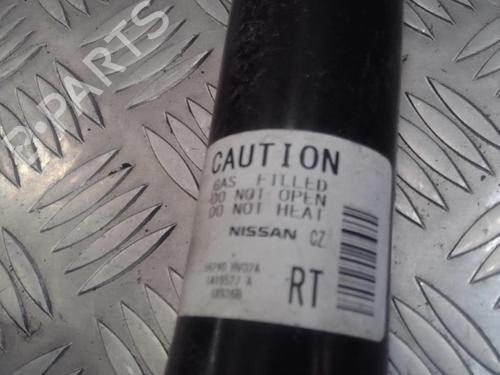 B-PARTS
CAUTION
GAS FILLED
DO NOT OPEN
DO NOT HEAT
NISSAN CZ
RT